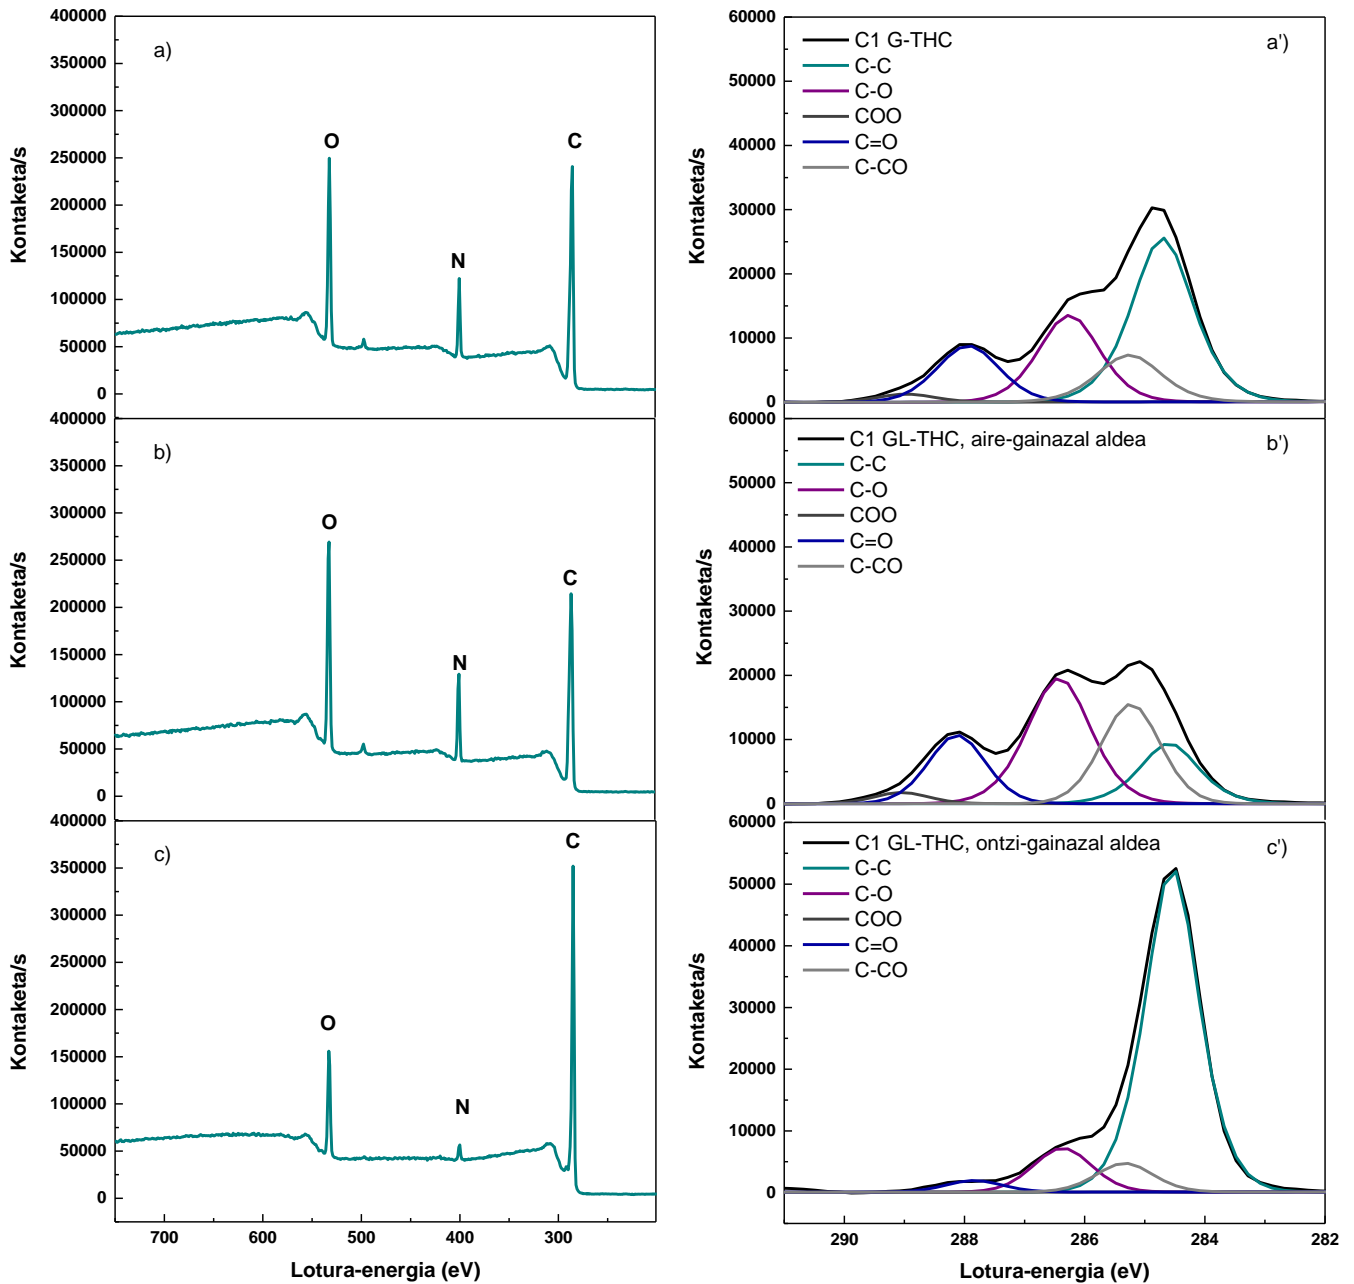 400000
350000
300000
250000
200000
150000
100000
50000
0
Kontaketa/s
a)
O
N
C
60000
50000
40000
30000
20000
10000
0
Kontaketa/s
C1 G-THC
C-C
C-O
COO
C=O
C-CO
a')
400000
350000
300000
250000
200000
150000
100000
50000
0
Kontaketa/s
b)
O
N
C
60000
50000
40000
30000
20000
10000
0
Kontaketa/s
C1 GL-THC, aire-gainazal aldea
C-C
C-O
COO
C=O
C-CO
b')
400000
350000
300000
250000
200000
150000
100000
50000
0
Kontaketa/s
c)
O
N
C
700 600 500 400 300
Lotura-energia (eV)
60000
50000
40000
30000
20000
10000
0
Kontaketa/s
C1 GL-THC, ontzi-gainazal aldea
C-C
C-O
COO
C=O
C-CO
c')
290 288 286 284 282
Lotura-energia (eV)